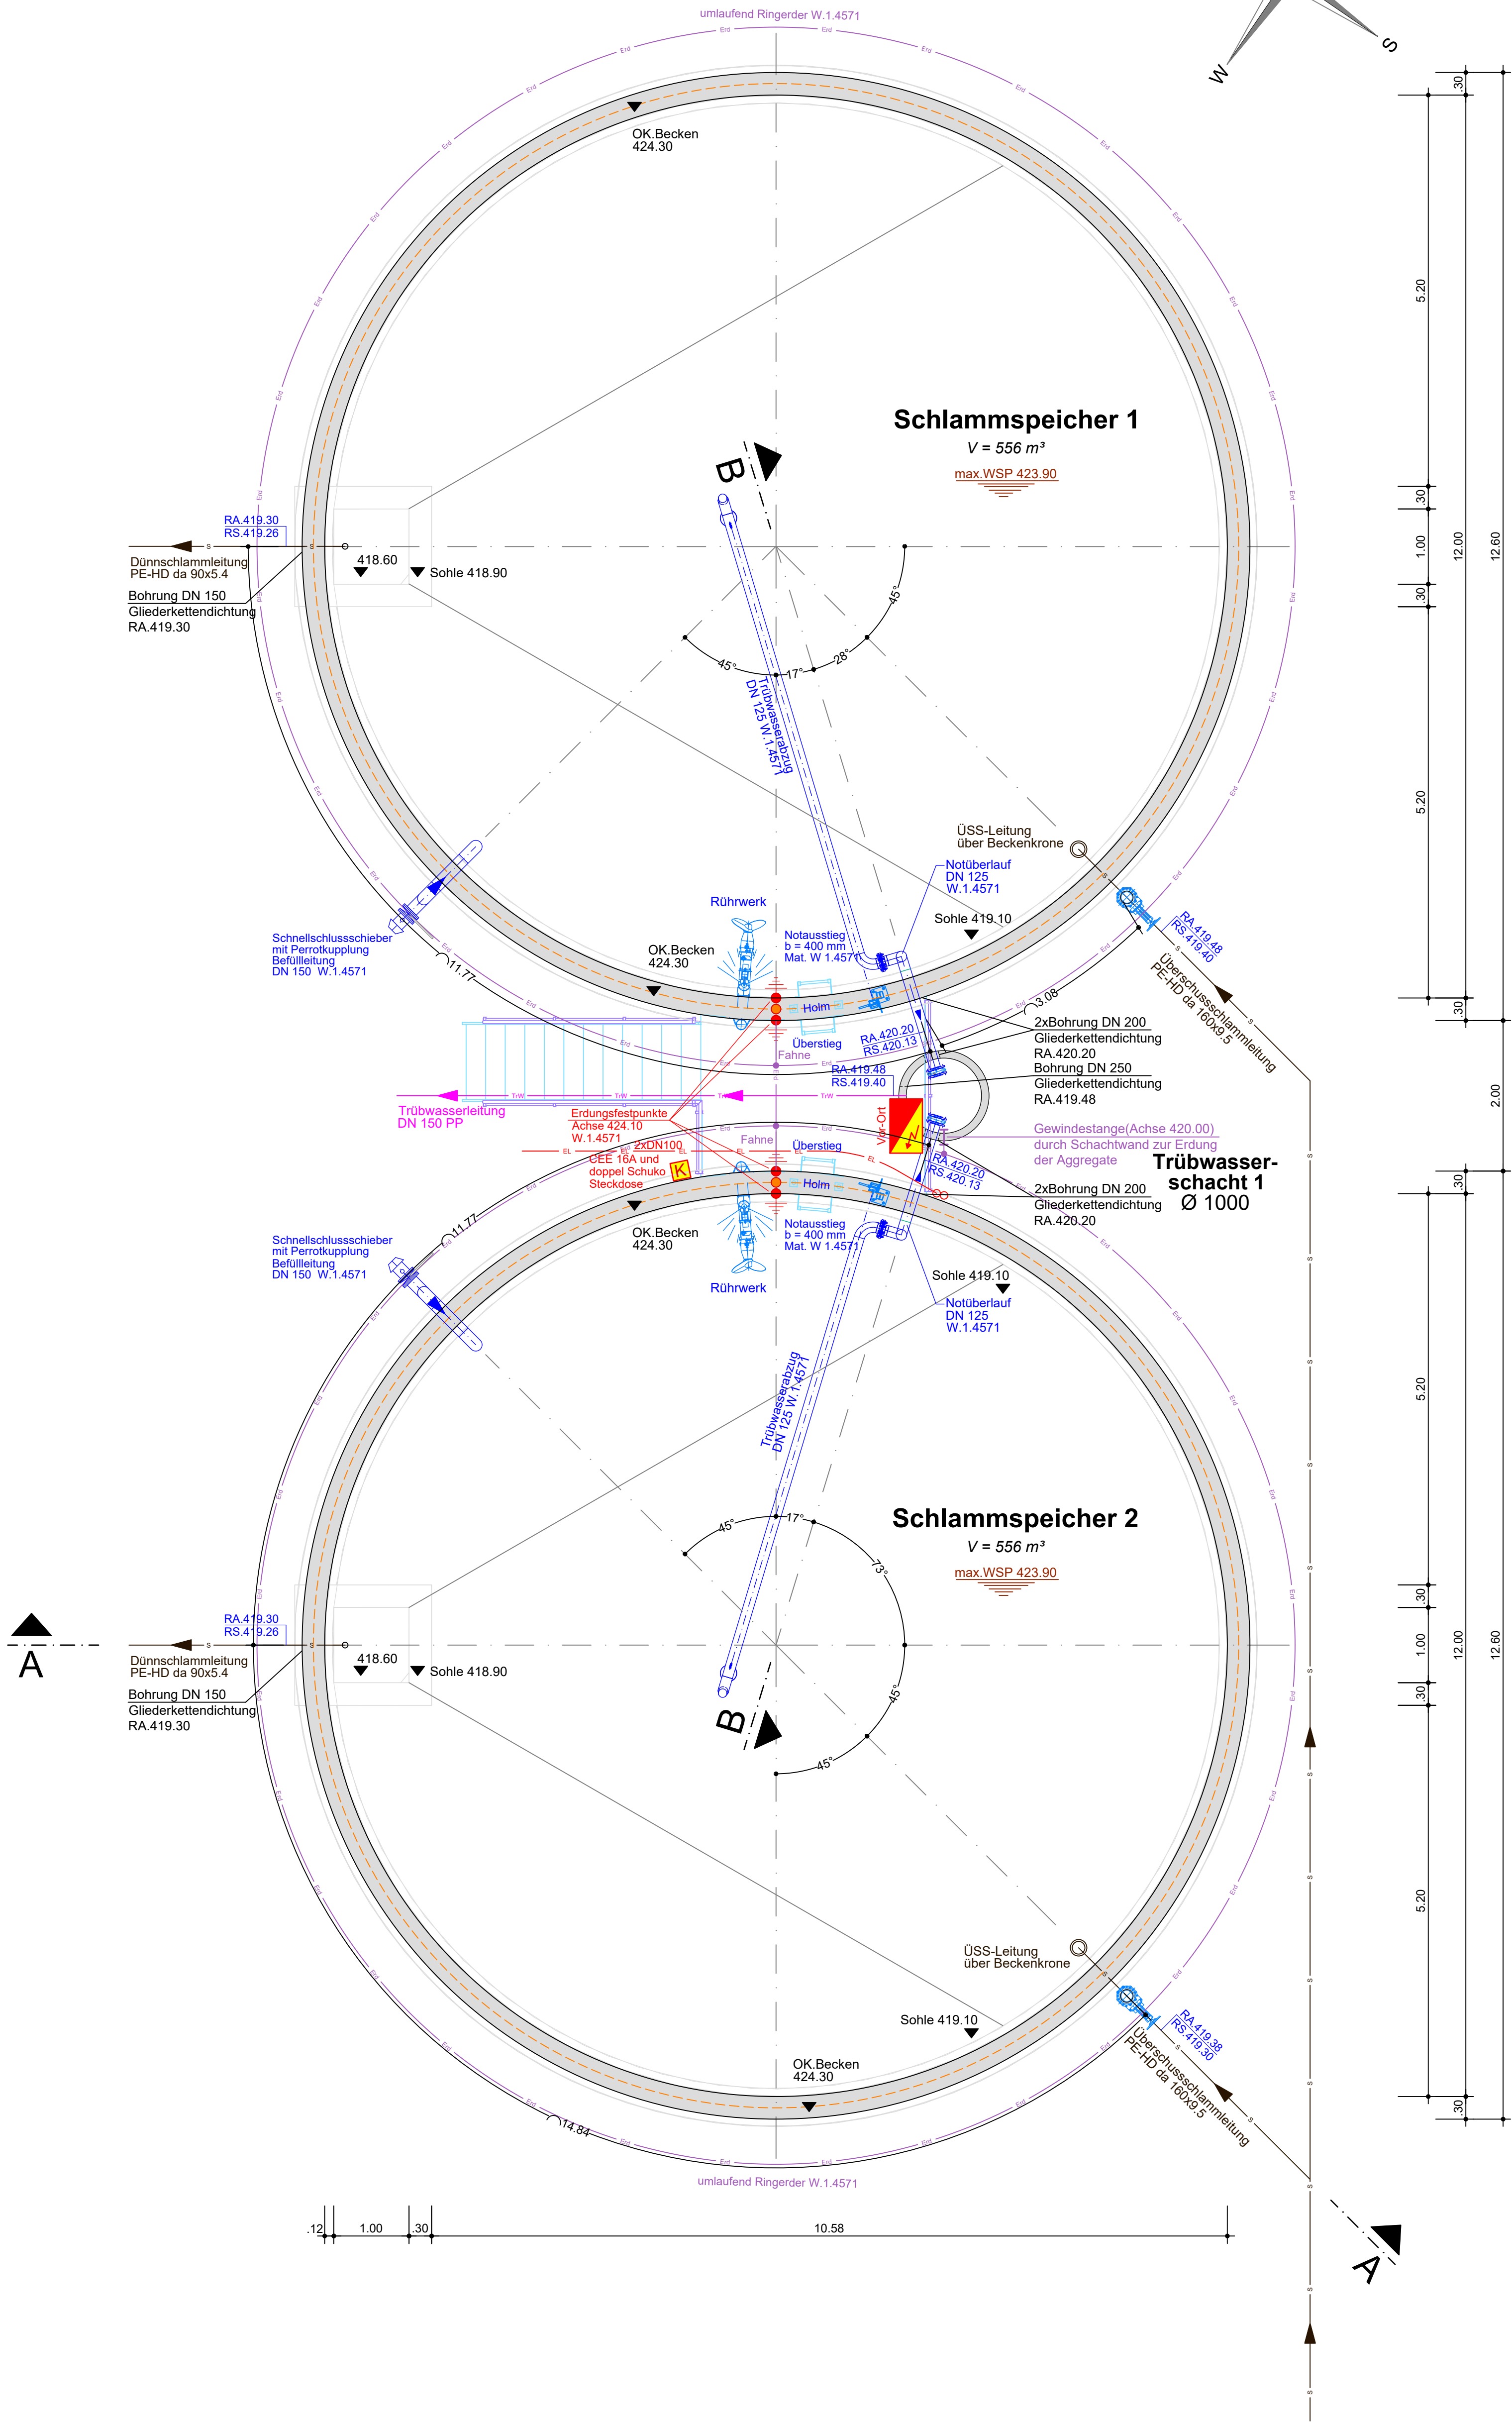 umlaufend Ringerder W.1.4571
S
W
OK.Becken
424.30
Schlammspeicher 1
V = 556 m³
max.WSP 423.90
B
RA.419.30
RS.419.26
Dünnschlammleitung
PE-HD da 90x5.4
418.60
Sohle 418.90
Bohrung DN 150
Gliederkettendichtung
RA.419.30
45°
45°
17°
28°
Trübwasserabzug
DN 125 W.1.4571
ÜSS-Leitung
über Beckenkrone
Notüberlauf
DN 125
W.1.4571
Rührwerk
Sohle 419.10
Schnellschlussschieber
mit Perrotkupplung
Befüllleitung
DN 150 W.1.4571
11.77
OK.Becken
424.30
Notausstieg
b = 400 mm
Mat. W 1.4571
RA.419.48
RS.419.40
Überschussschlammleitung
PE-HD da 160x9.5
3.08
Holm
Überstieg
Fahne
RA.420.20
RS.420.13
2xBohrung DN 200
Gliederkettendichtung
RA.420.20
Bohrung DN 250
Gliederkettendichtung
RA.419.48
RA.419.48
RS.419.40
Trübwasserleitung
DN 150 PP
TrW TrW TrW TrW
Erdungsfestpunkte
Achse 424.10
W.1.4571
2xDN100
CEE 16A und
doppel Schuko
Steckdose
K
Vor-Ort
Fahne
Überstieg
Holm
Gewindestange(Achse 420.00)
durch Schachtwand zur Erdung
der Aggregate
Trübwasser-
schacht 1
Ø 1000
RA.420.20
RS.420.13
2xBohrung DN 200
Gliederkettendichtung
RA.420.20
11.77
Schnellschlussschieber
mit Perrotkupplung
Befüllleitung
DN 150 W.1.4571
OK.Becken
424.30
Notausstieg
b = 400 mm
Mat. W 1.4571
Rührwerk
Sohle 419.10
Notüberlauf
DN 125
W.1.4571
Trübwasserabzug
DN 125 W.1.4571
Schlammspeicher 2
V = 556 m³
max.WSP 423.90
45°
17°
73°
45°
45°
A
RA.419.30
RS.419.26
Dünnschlammleitung
PE-HD da 90x5.4
418.60
Sohle 418.90
Bohrung DN 150
Gliederkettendichtung
RA.419.30
B
ÜSS-Leitung
über Beckenkrone
Sohle 419.10
OK.Becken
424.30
RA.419.38
RS.419.30
Überschussschlammleitung
PE-HD da 160x9.5
14.84
umlaufend Ringerder W.1.4571
.12 1.00 .30 10.58
A
.30
5.20
.30
1.00
.30
5.20
.30
12.00
12.60
2.00
.30
5.20
.30
1.00
.30
5.20
.30
12.00
12.60